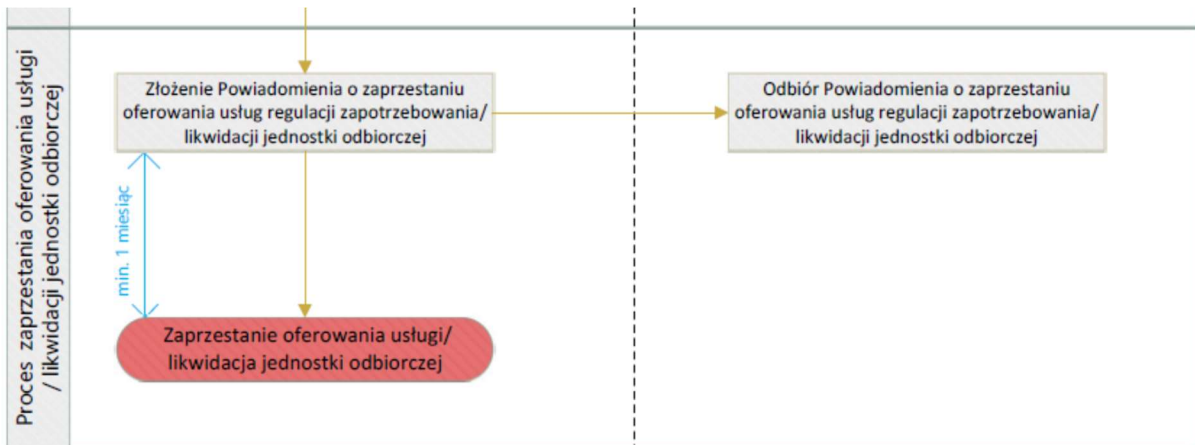 Proces zaprzestania oferowania usługi
/ likwidacji jednostki odbiorczej
Złożenie Powiadomienia o zaprzestaniu
oferowania usług regulacji zapotrzebowania/
likwidacji jednostki odbiorczej
Odbiór Powiadomienia o zaprzestaniu
oferowania usług regulacji zapotrzebowania/
likwidacji jednostki odbiorczej
min. 1 miesiąc
Zaprzestanie oferowania usługi/
likwidacja jednostki odbiorczej